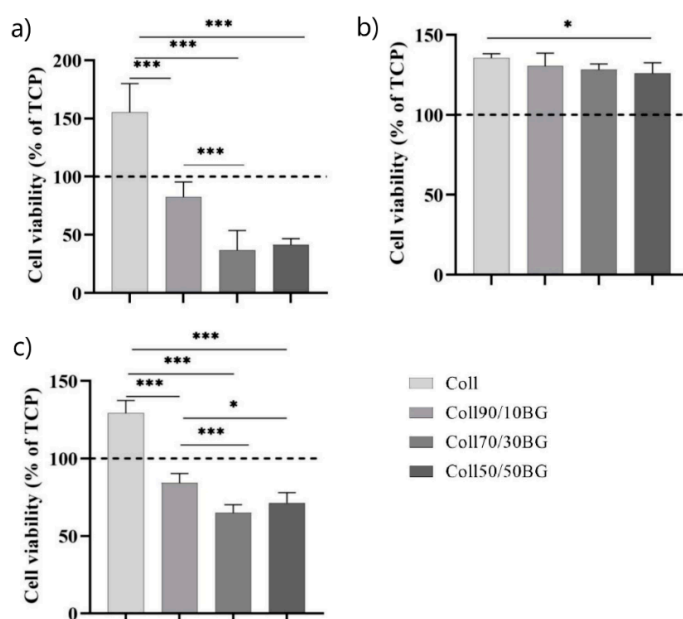 a)
***
***
***
***
Cell viability (% of TCP)
200
150
100
50
0
b)
*
Cell viability (% of TCP)
150
100
50
0
c)
***
***
***
*
***
Cell viability (% of TCP)
150
100
50
0
Coll
Coll90/10BG
Coll70/30BG
Coll50/50BG